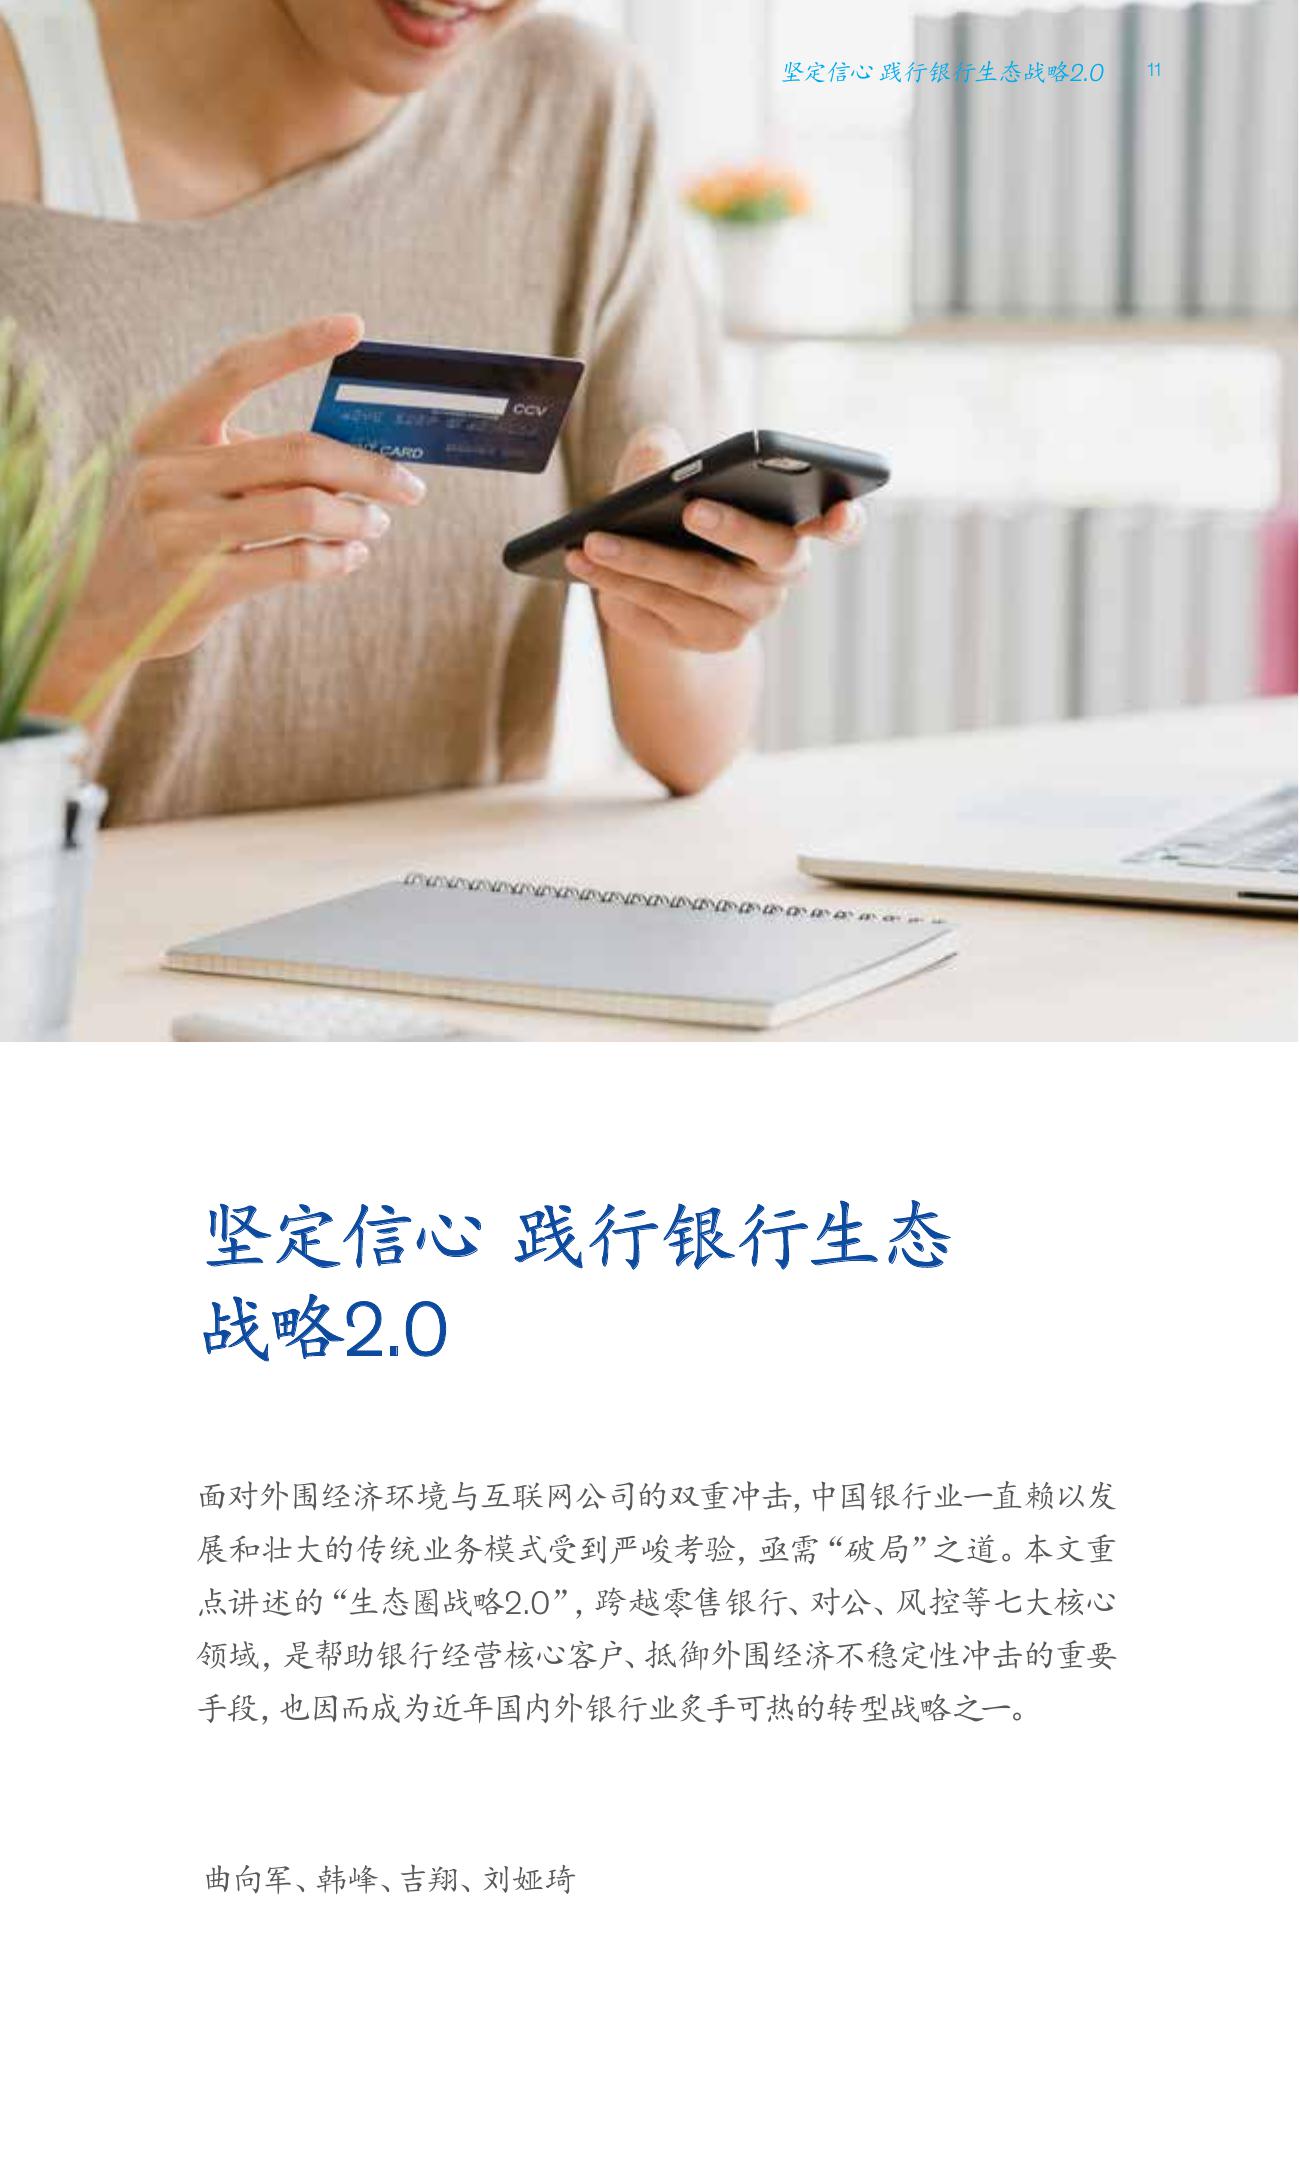 坚定信心 践行银行生态战略2.0 11
CCV
CARD
坚定信心 践行银行生态
战略2.0
面对外围经济环境与互联网公司的双重冲击，中国银行业一直赖以发
展和壮大的传统业务模式受到严峻考验，亟需“破局”之道。本文重
点讲述的“生态圈战略2.0”，跨越零售银行、对公、风控等七大核心
领域，是帮助银行经营核心客户、抵御外围经济不稳定性冲击的重要
手段，也因而成为近年国内外银行业炙手可热的转型战略之一。
曲向军、韩峰、吉翔、刘娅琦